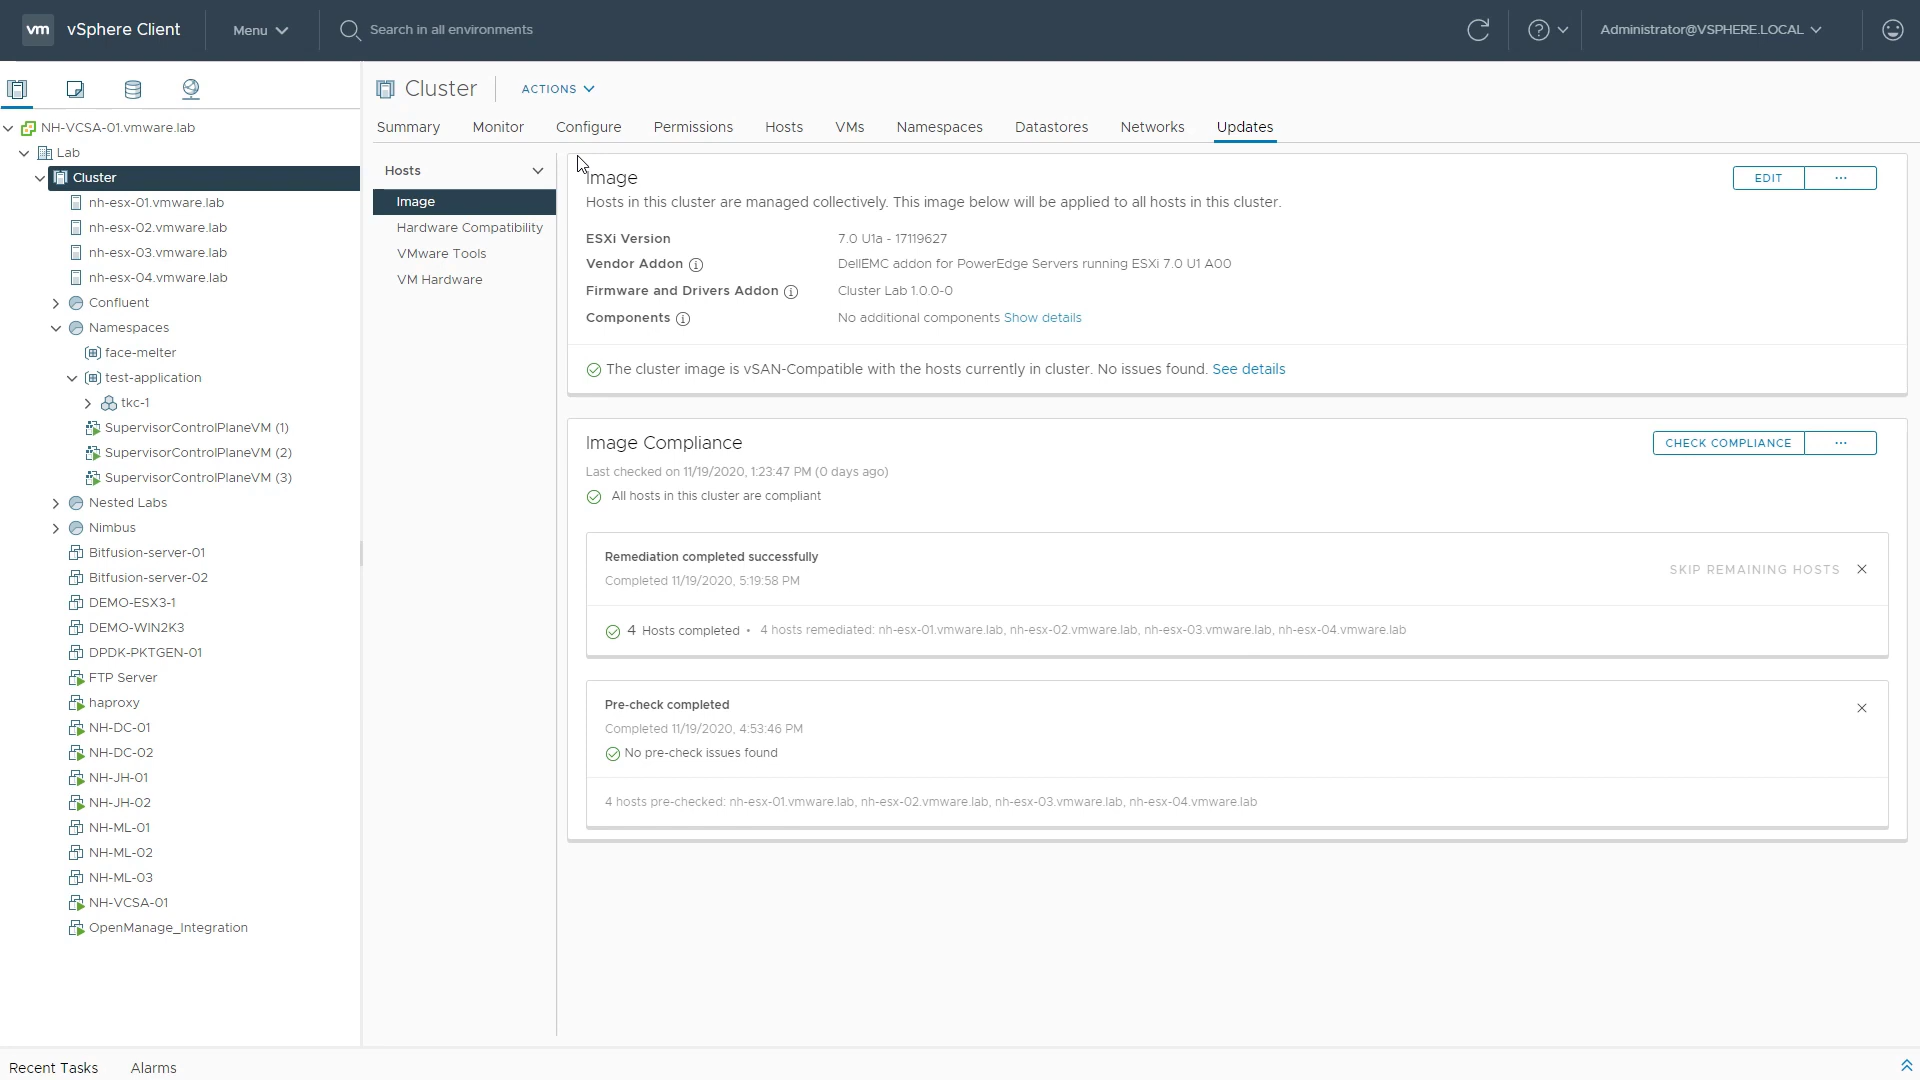 vm vSphere Client Menu Search in all environments Administrator@VSPHERE.LOCAL
NH-VCSA-01.vmware.lab
Lab
Cluster
nh-esx-01.vmware.lab
nh-esx-02.vmware.lab
nh-esx-03.vmware.lab
nh-esx-04.vmware.lab
Confluent
Namespaces
face-melter
test-application
tkc-1
SupervisorControlPlaneVM (1)
SupervisorControlPlaneVM (2)
SupervisorControlPlaneVM (3)
Nested Labs
Nimbus
Bitfusion-server-01
Bitfusion-server-02
DEMO-ESX3-1
DEMO-WIN2K3
DPDK-PKTGEN-01
FTP Server
haproxy
NH-DC-01
NH-DC-02
NH-JH-01
NH-JH-02
NH-ML-01
NH-ML-02
NH-ML-03
NH-VCSA-01
OpenManage_Integration
Cluster ACTIONS
Summary Monitor Configure Permissions Hosts VMs Namespaces Datastores Networks Updates
Hosts
Image
Hardware Compatibility
VMware Tools
VM Hardware
Image EDIT ...
Hosts in this cluster are managed collectively. This image below will be applied to all hosts in this cluster.
ESXi Version 7.0 U1a - 17119627
Vendor Addon DellEMC addon for PowerEdge Servers running ESXi 7.0 U1 A00
Firmware and Drivers Addon Cluster Lab 1.0.0-0
Components No additional components Show details
The cluster image is vSAN-Compatible with the hosts currently in cluster. No issues found. See details
Image Compliance CHECK COMPLIANCE ...
Last checked on 11/19/2020, 1:23:47 PM (0 days ago)
All hosts in this cluster are compliant
Remediation completed successfully
Completed 11/19/2020, 5:19:58 PM SKIP REMAINING HOSTS
4 Hosts completed • 4 hosts remediated: nh-esx-01.vmware.lab, nh-esx-02.vmware.lab, nh-esx-03.vmware.lab, nh-esx-04.vmware.lab
Pre-check completed
Completed 11/19/2020, 4:53:46 PM
No pre-check issues found
4 hosts pre-checked: nh-esx-01.vmware.lab, nh-esx-02.vmware.lab, nh-esx-03.vmware.lab, nh-esx-04.vmware.lab
Recent Tasks Alarms